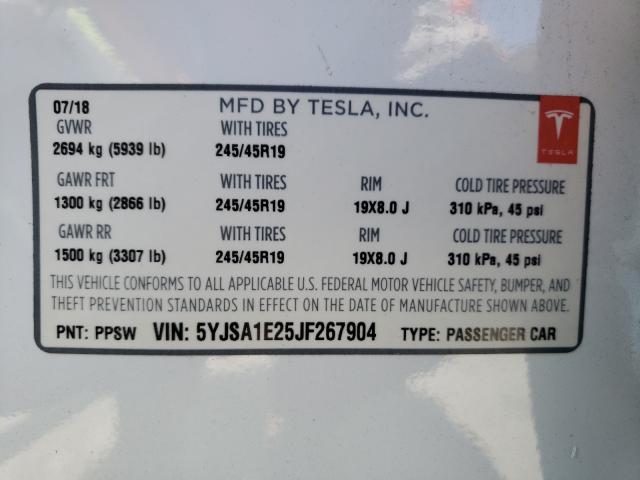 07/18 MFD BY TESLA, INC.
GVWR WITH TIRES
2694 kg (5939 lb) 245/45R19
TESLA
GAWR FRT WITH TIRES RIM COLD TIRE PRESSURE
1300 kg (2866 lb) 245/45R19 19X8.0 J 310 kPa, 45 psi
GAWR RR WITH TIRES RIM COLD TIRE PRESSURE
1500 kg (3307 lb) 245/45R19 19X8.0 J 310 kPa, 45 psi
THIS VEHICLE CONFORMS TO ALL APPLICABLE U.S. FEDERAL MOTOR VEHICLE SAFETY, BUMPER, AND
THEFT PREVENTION STANDARDS IN EFFECT ON THE DATE OF MANUFACTURE SHOWN ABOVE.
PNT: PPSW VIN: 5YJSA1E25JF267904 TYPE: PASSENGER CAR